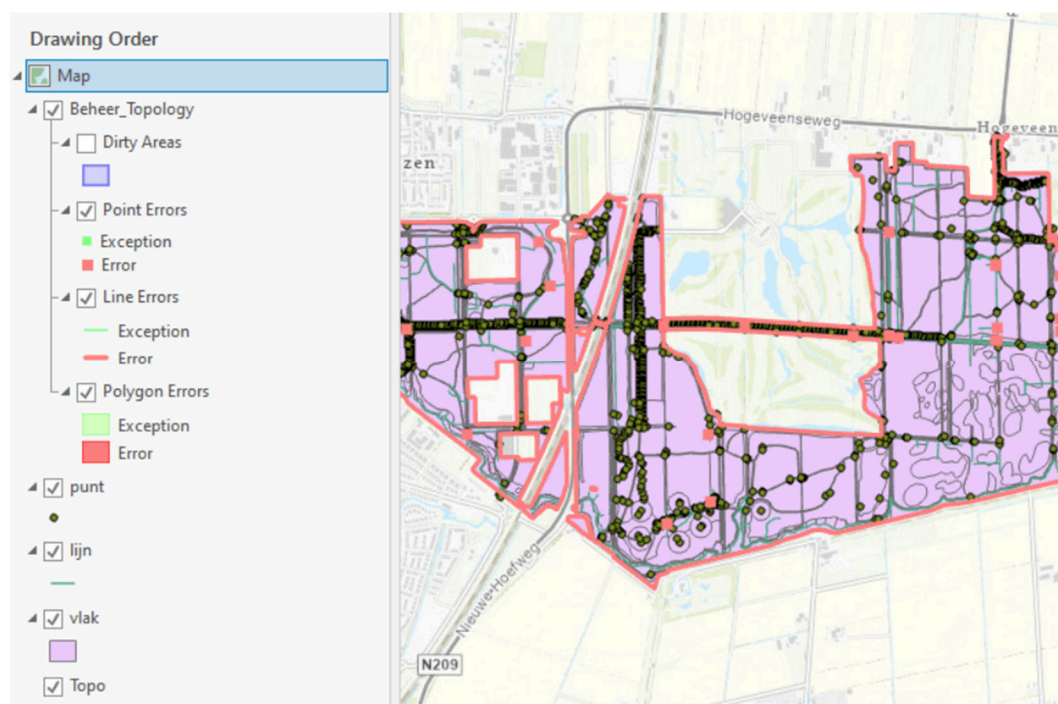 Drawing Order
Map
Beheer_Topology
Dirty Areas
Point Errors
Exception
Error
Line Errors
Exception
Error
Polygon Errors
Exception
Error
punt
lijn
vlak
Topo
Hogeveenseweg
Hogeveen
zen
Nieuwe-Hoefweg
N209